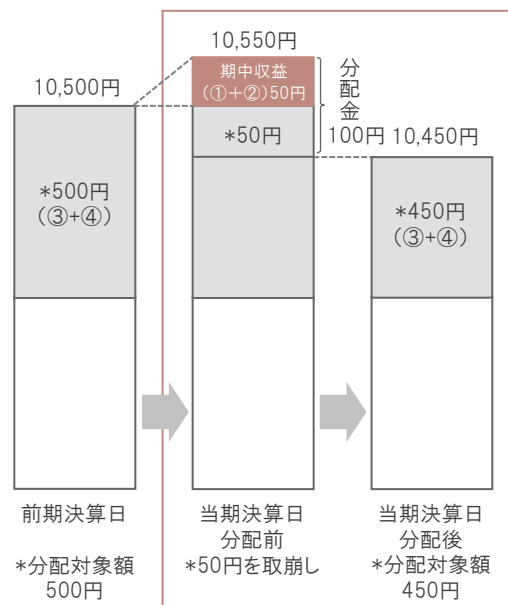 10,550円
10,500円
期中収益
(①+②)50円
分配金
*50円
100円
10,450円
*500円
(③+④)
*450円
(③+④)
前期決算日
*分配対象額
500円
当期決算日
分配前
*50円を取崩し
当期決算日
分配後
*分配対象額
450円